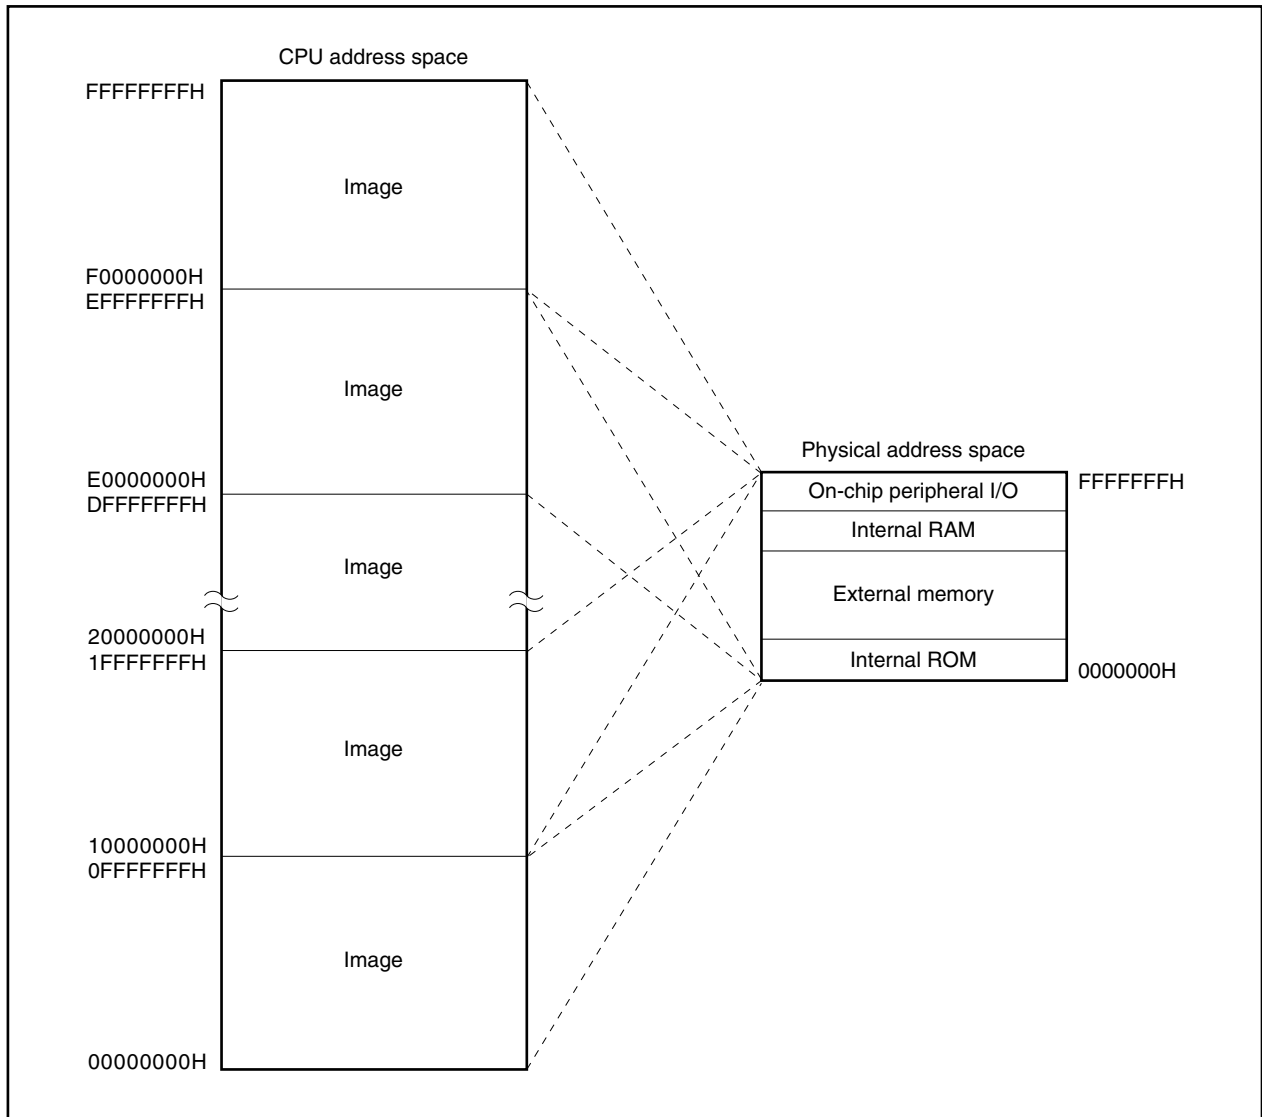 CPU address space
FFFFFFFFH
Image
F0000000H
EFFFFFFFH
Image
E0000000H
DFFFFFFFH
Image
20000000H
1FFFFFFFH
Image
10000000H
0FFFFFFFH
Image
00000000H
Physical address space
On-chip peripheral I/O
FFFFFFFH
Internal RAM
External memory
Internal ROM
0000000H